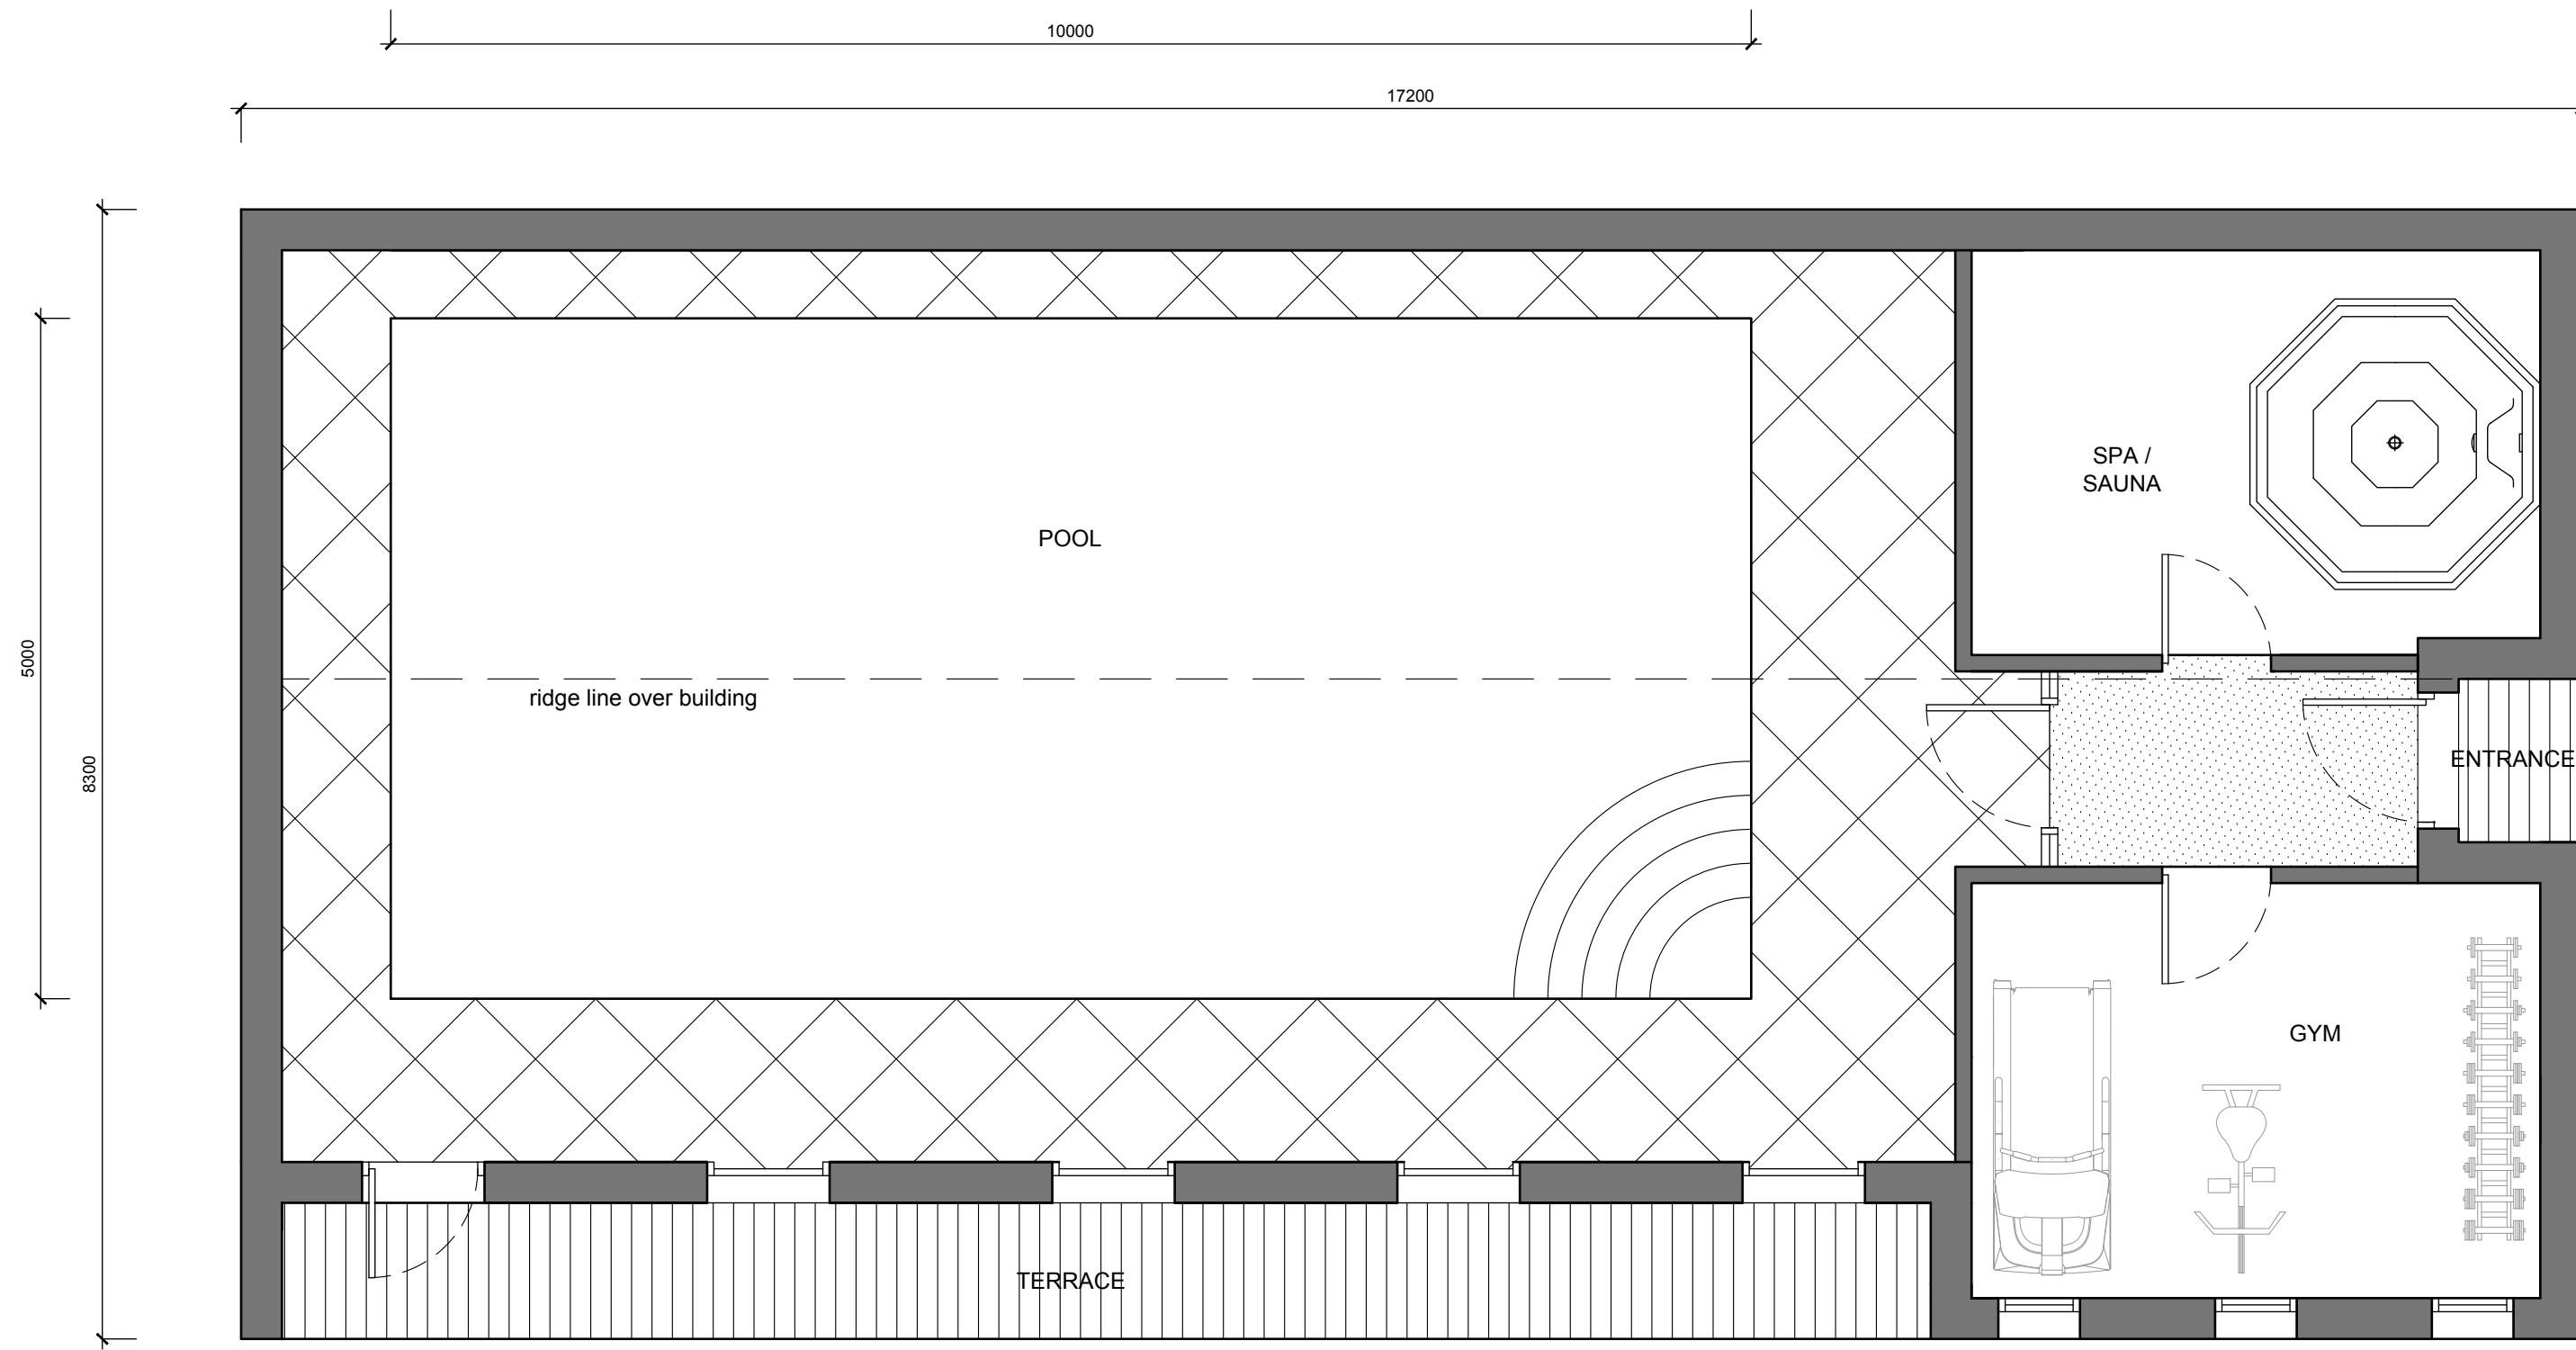 10000
17200
SPA /
SAUNA
POOL
5000
ridge line over building
8300
ENTRANCE
GYM
TERRACE